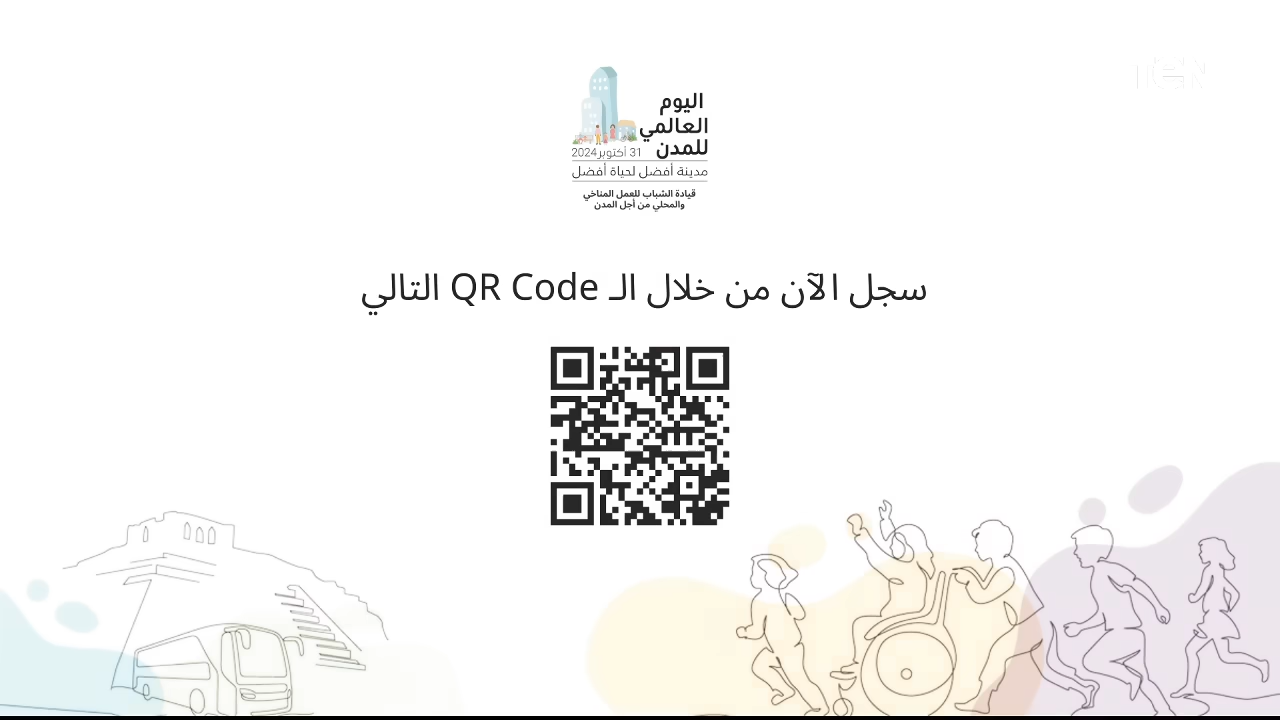 TEN
اليوم
العالمي
للمدن
31 أكتوبر 2024
مدينة أفضل لحياة أفضل
قيادة الشباب للعمل المناخي
والمحلي من أجل المدن
سجل الآن من خلال الـ QR Code التالي